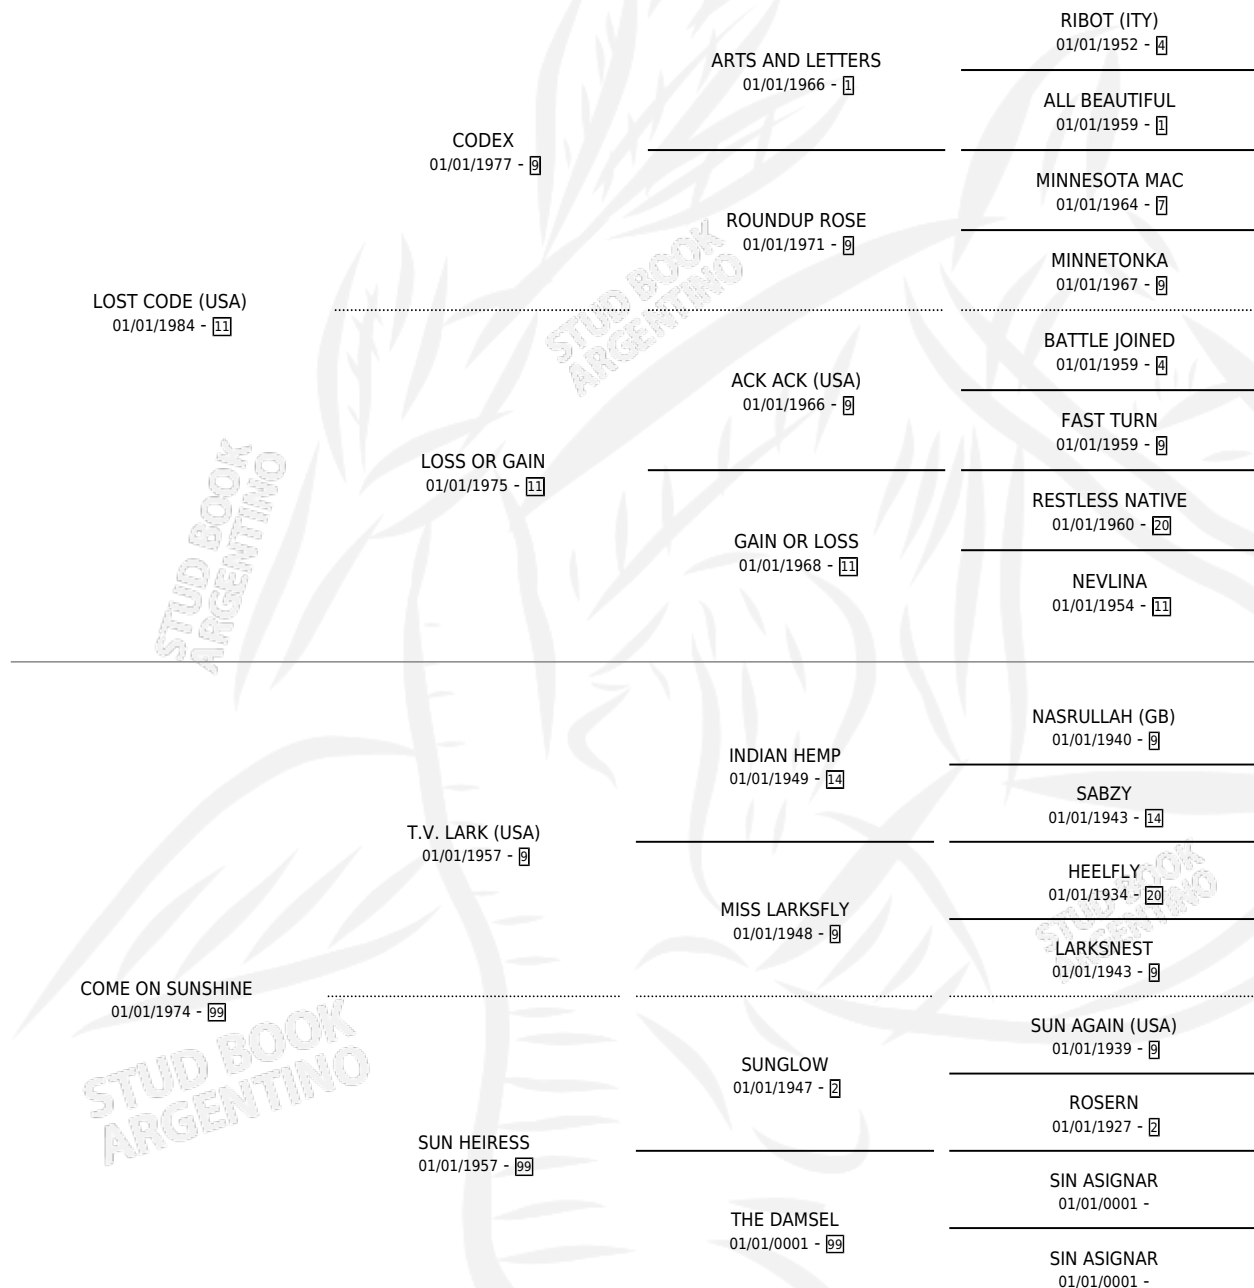 RIBOT (ITY)
01/01/1952 - 4
ARTS AND LETTERS
01/01/1966 - 1
ALL BEAUTIFUL
01/01/1959 - 1
CODEX
01/01/1977 - 9
MINNESOTA MAC
01/01/1964 - 7
ROUNDUP ROSE
01/01/1971 - 9
MINNETONKA
01/01/1967 - 9
LOST CODE (USA)
01/01/1984 - 11
BATTLE JOINED
01/01/1959 - 4
ACK ACK (USA)
01/01/1966 - 9
FAST TURN
01/01/1959 - 9
LOSS OR GAIN
01/01/1975 - 11
RESTLESS NATIVE
01/01/1960 - 20
GAIN OR LOSS
01/01/1968 - 11
NEVLINA
01/01/1954 - 11
NASRULLAH (GB)
01/01/1940 - 9
INDIAN HEMP
01/01/1949 - 14
SABZY
01/01/1943 - 14
T.V. LARK (USA)
01/01/1957 - 9
HEELFLY
01/01/1934 - 20
MISS LARKSFLY
01/01/1948 - 9
LARKSNEST
01/01/1943 - 9
COME ON SUNSHINE
01/01/1974 - 99
SUN AGAIN (USA)
01/01/1939 - 9
SUNGLOW
01/01/1947 - 2
ROSERN
01/01/1927 - 2
SUN HEIRESS
01/01/1957 - 99
SIN ASIGNAR
01/01/0001 -
THE DAMSEL
01/01/0001 - 99
SIN ASIGNAR
01/01/0001 -
STUD BOOK
ARGENTINO
STUD BOOK
ARGENTINO
STUD BOOK
ARGENTINO
STUD BOOK
ARGENTINO